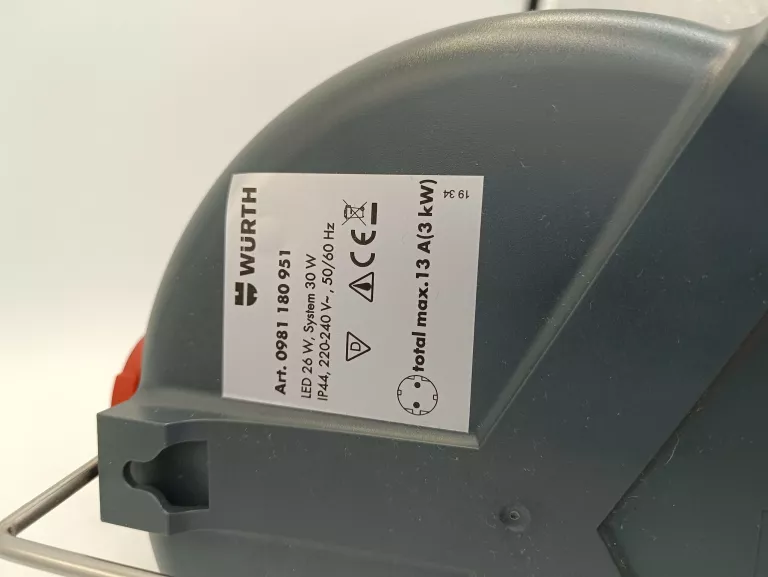 WÜRTH
Art. 0981 180 951
LED 26 W, System 30 W
IP44, 220-240 V~, 50/60 Hz
D
CE
total max.13 A(3 kW)
19 34